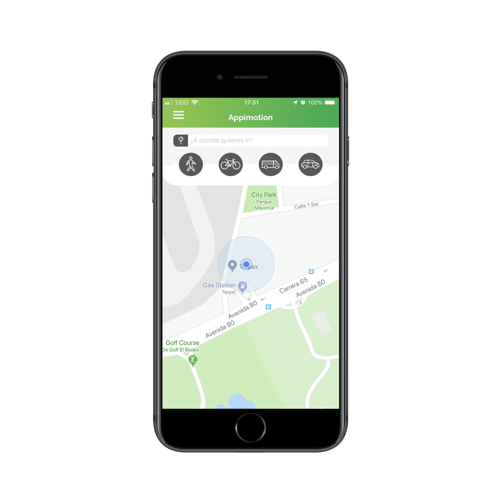 TIGO
17:31
100%
Appimotion
¿A dónde quieres ir?
City Park
Parque
Mayorca
Calle 1 Sur
Gas Station
Terpel
Carrera 65
Avenida 80
Avenida 80
Avenida 80
Golf Course
De Golf El Rodeo